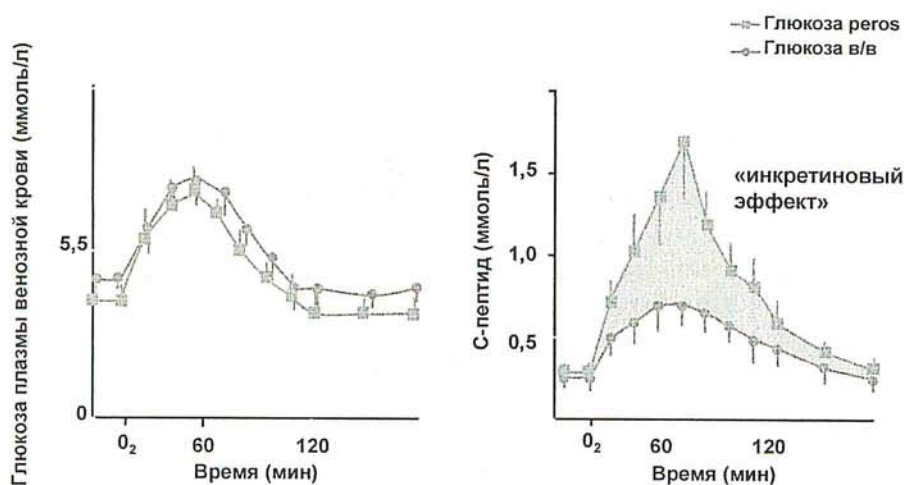 Глюкоза peros
Глюкоза в/в
Глюкоза плазмы венозной крови (ммоль/л)
5,5
0
0₂
60
120
Время (мин)
С-пептид (ммоль/л)
1,5
1,0
0,5
«инкретиновый
эффект»
0₂
60
120
Время (мин)